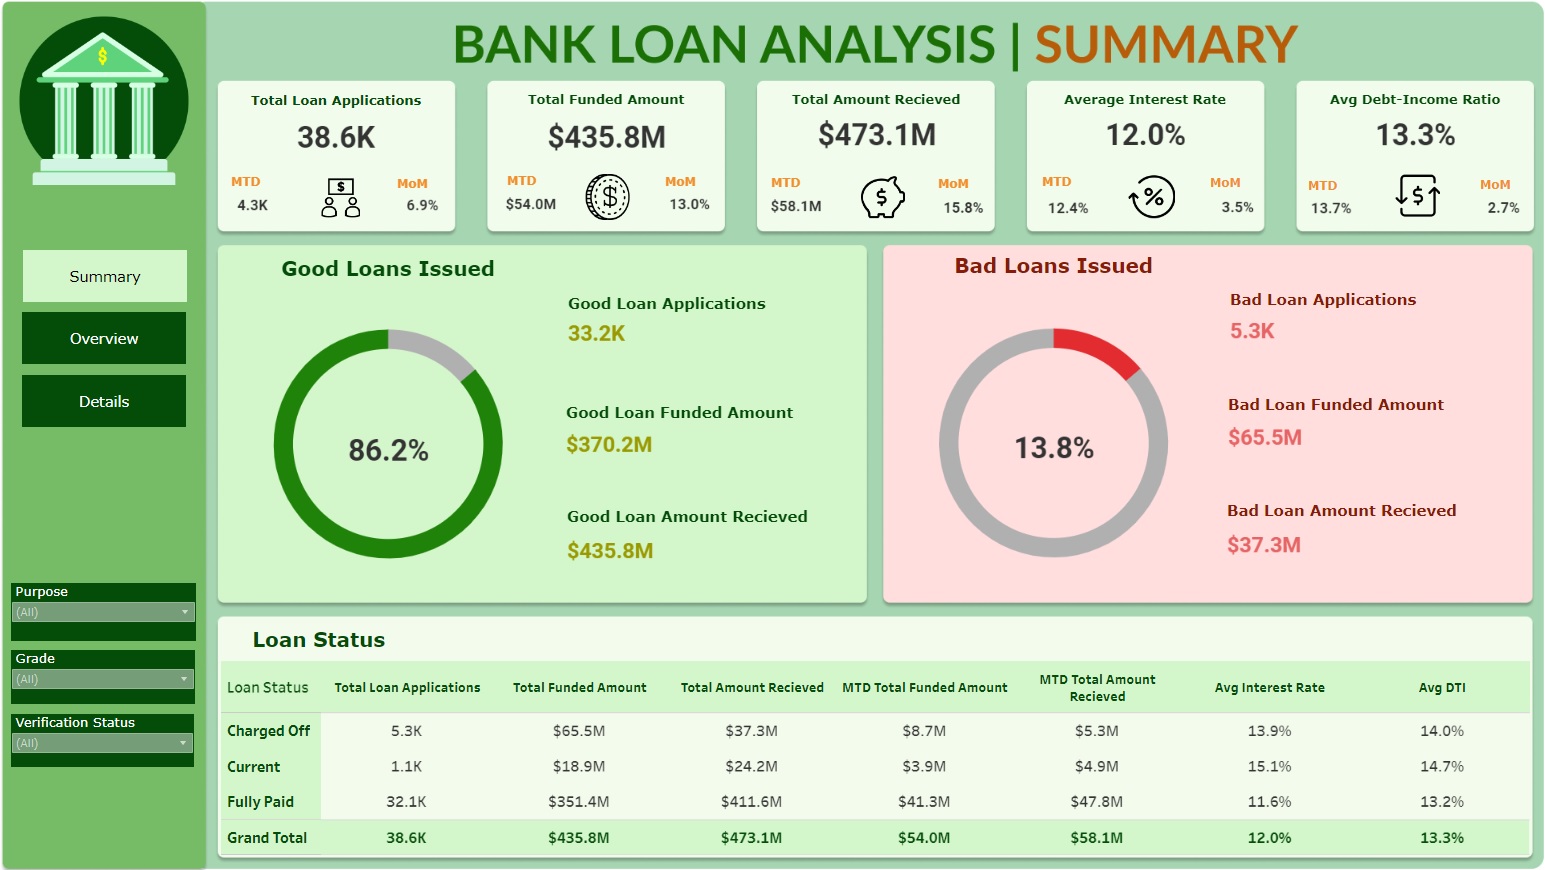 $
BANK LOAN ANALYSIS | SUMMARY
Total Loan Applications
38.6K
MTD
4.3K
$
MoM
6.9%
Total Funded Amount
$435.8M
MTD
$54.0M
$
MoM
13.0%
Total Amount Recieved
$473.1M
MTD
$58.1M
$
MoM
15.8%
Average Interest Rate
12.0%
MTD
12.4%
%
MoM
3.5%
Avg Debt-Income Ratio
13.3%
MTD
13.7%
$
MoM
2.7%
Summary
Overview
Details
Purpose
(All)
Grade
(All)
Verification Status
(All)
Good Loans Issued
86.2%
Good Loan Applications
33.2K
Good Loan Funded Amount
$370.2M
Good Loan Amount Recieved
$435.8M
Bad Loans Issued
13.8%
Bad Loan Applications
5.3K
Bad Loan Funded Amount
$65.5M
Bad Loan Amount Recieved
$37.3M
Loan Status
Loan Status Total Loan Applications Total Funded Amount Total Amount Recieved MTD Total Funded Amount MTD Total Amount Recieved Avg Interest Rate Avg DTI
Charged Off 5.3K $65.5M $37.3M $8.7M $5.3M 13.9% 14.0%
Current 1.1K $18.9M $24.2M $3.9M $4.9M 15.1% 14.7%
Fully Paid 32.1K $351.4M $411.6M $41.3M $47.8M 11.6% 13.2%
Grand Total 38.6K $435.8M $473.1M $54.0M $58.1M 12.0% 13.3%